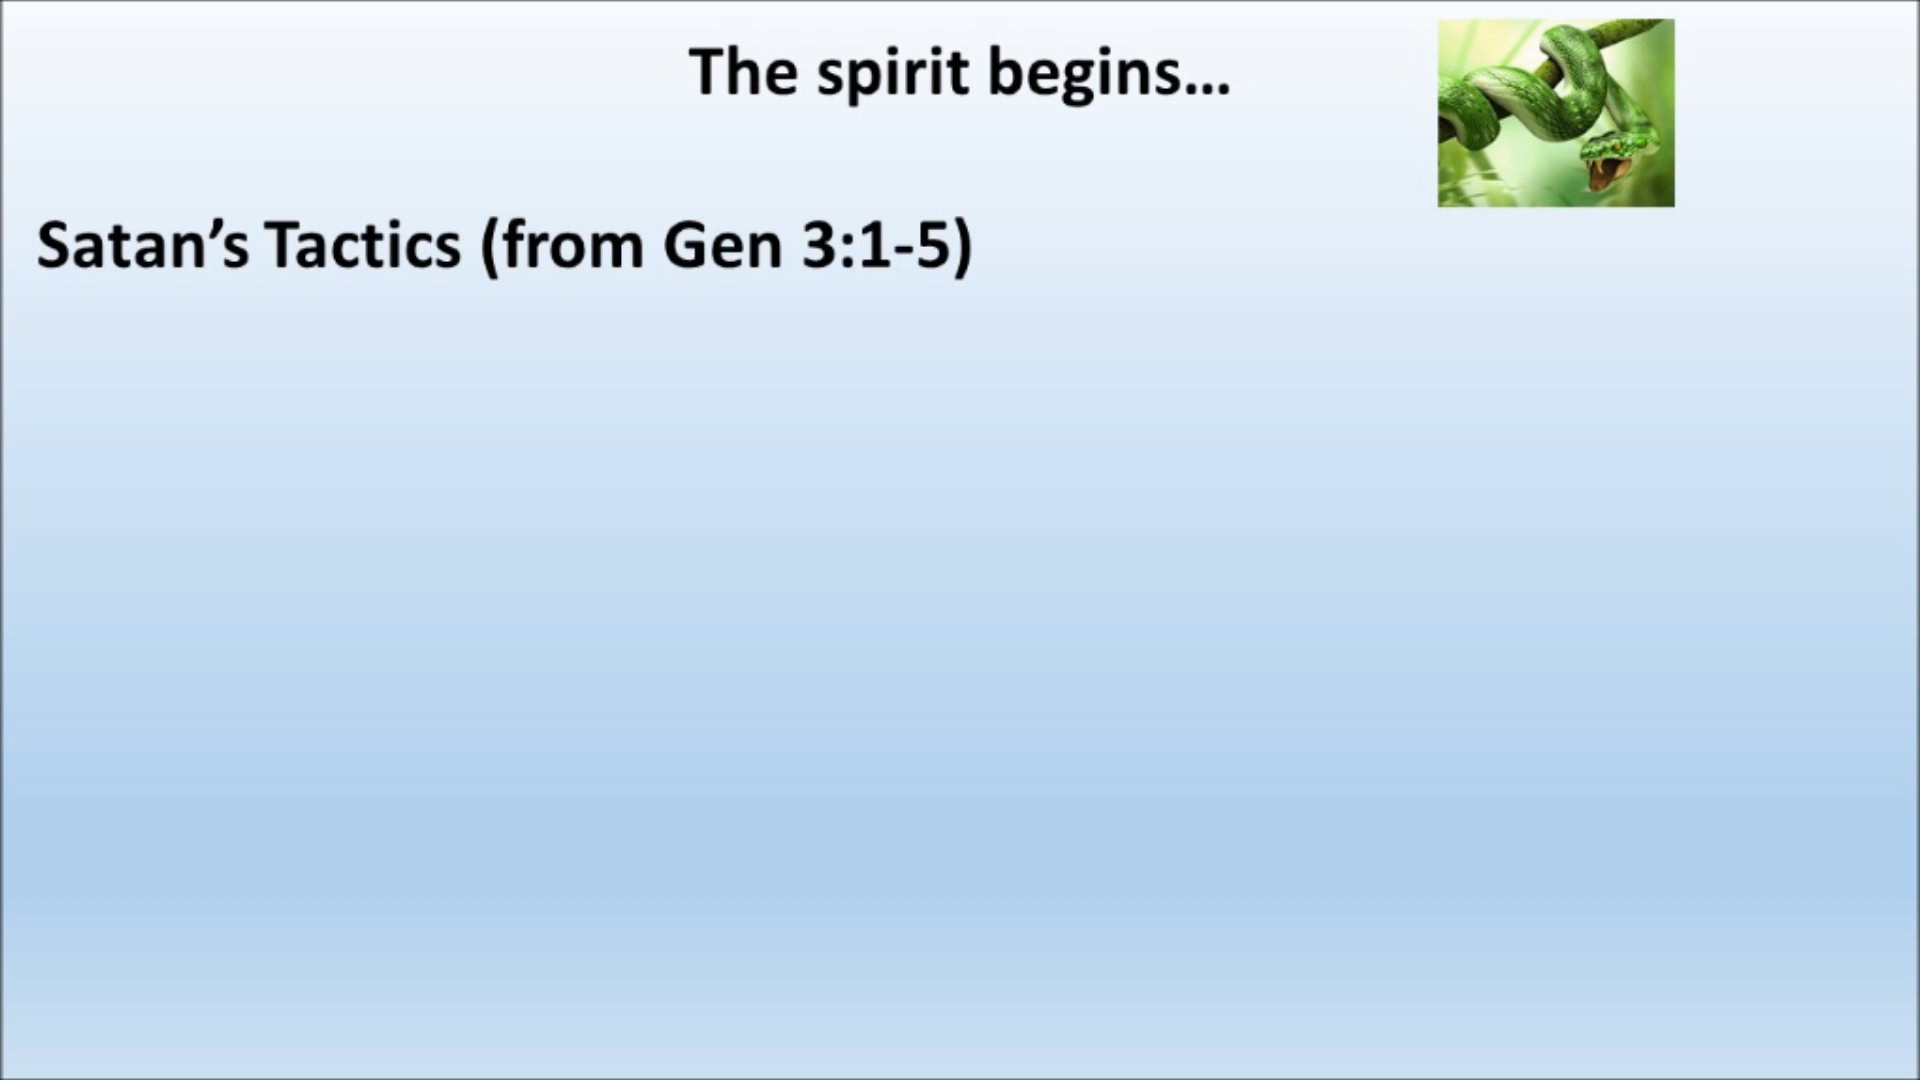 The spirit begins...
Satan’s Tactics (from Gen 3:1-5)